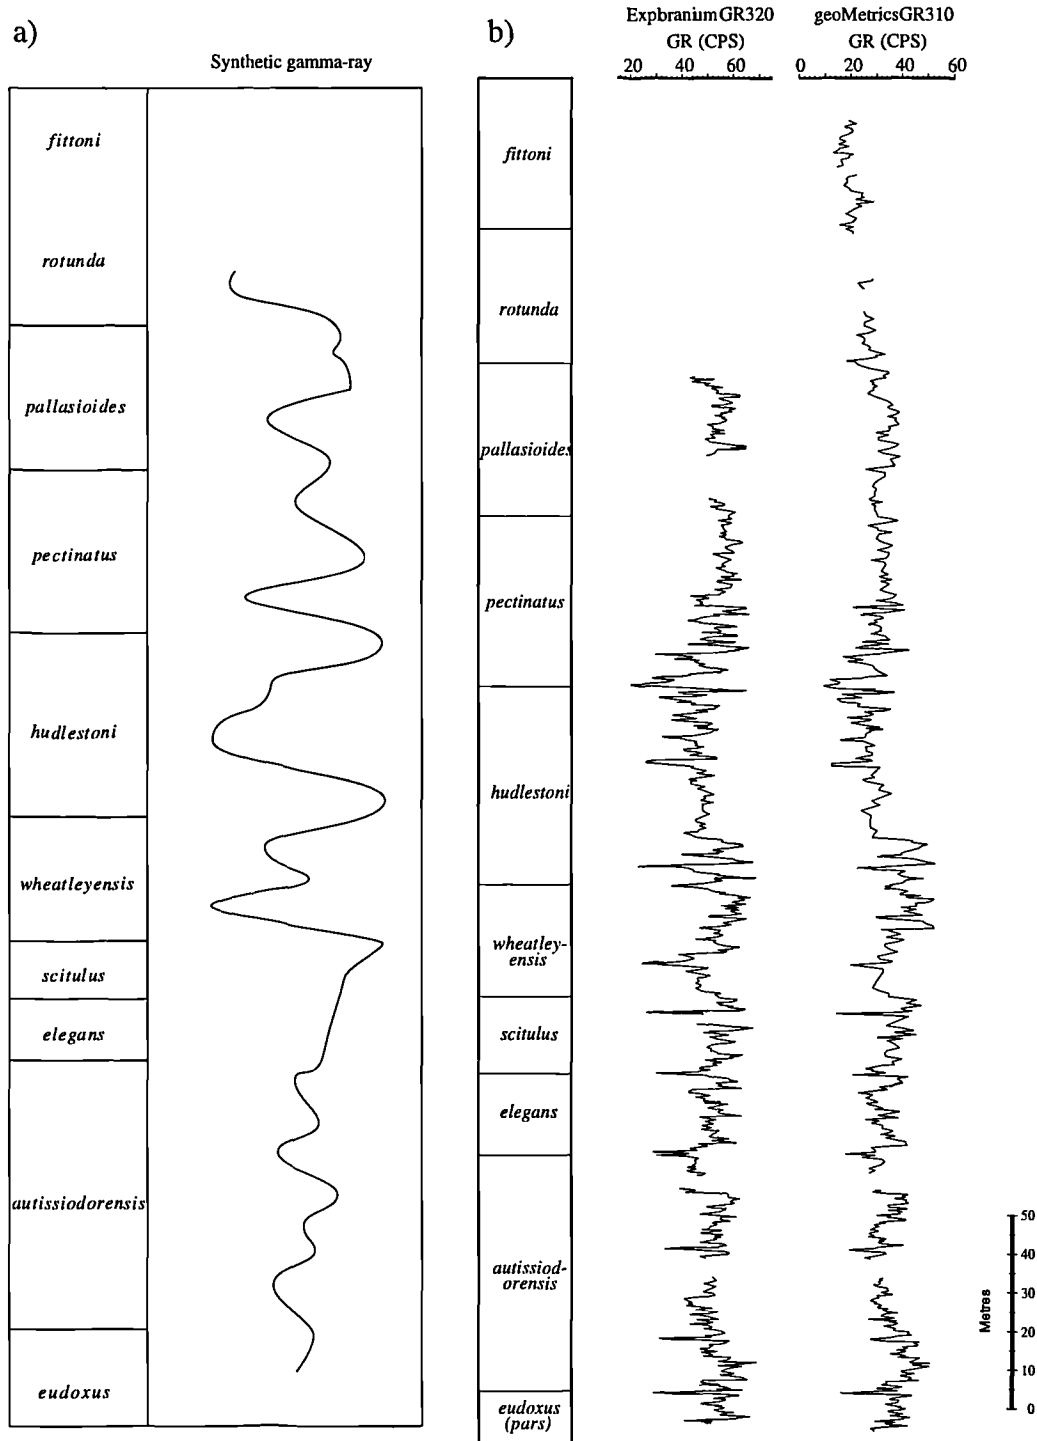 a)
Synthetic gamma-ray
fittoni
rotunda
pallasioides
pectinatus
hudlestoni
wheatleyensis
scitulus
elegans
autissiodorensis
eudoxus
b)
Expbranium GR320
GR (CPS)
20 40 60
geoMetricsGR310
GR (CPS)
0 20 40 60
fittoni
rotunda
pallasioides
pectinatus
hudlestoni
wheatley-
ensis
scitulus
elegans
autissiod-
orensis
eudoxus
(pars)
Metres
50
40
30
20
10
0